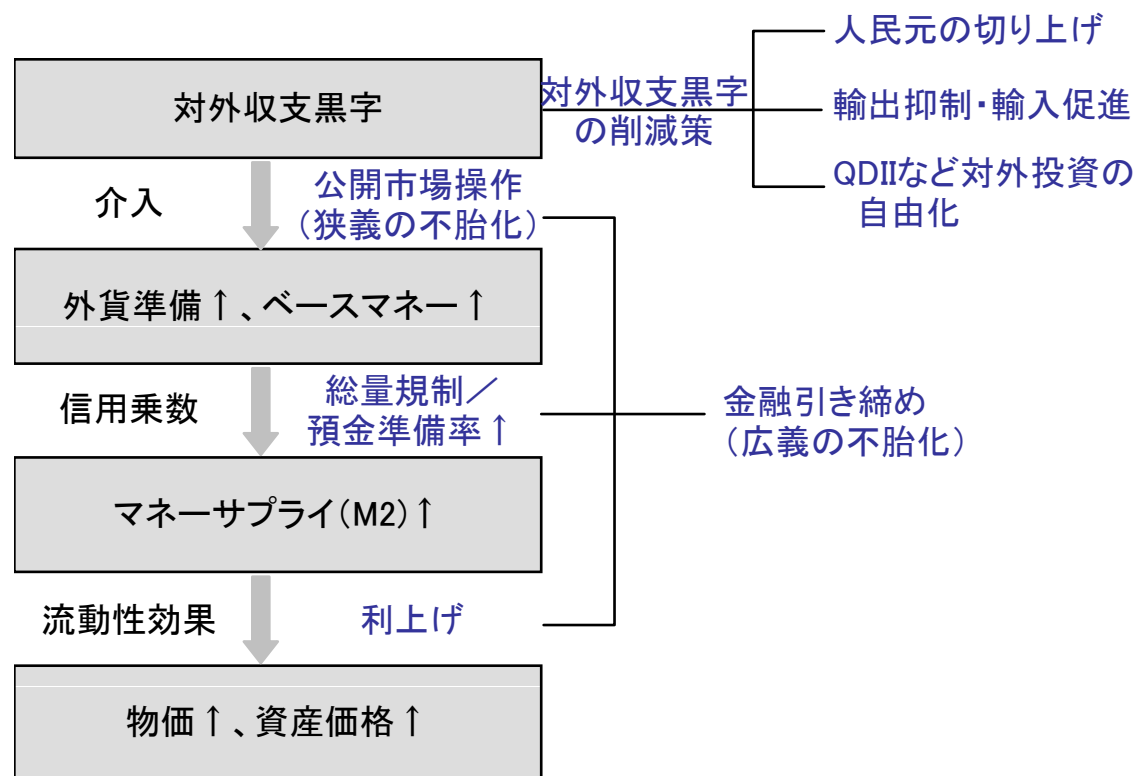 人民元の切り上げ
対外収支黒字
対外収支黒字
の削減策
輸出抑制・輸入促進
QDIIなど対外投資の
自由化
介入
公開市場操作
（狭義の不胎化）
外貨準備↑、ベースマネー↑
信用乗数
総量規制／
預金準備率↑
金融引き締め
（広義の不胎化）
マネーサプライ（M2）↑
流動性効果
利上げ
物価↑、資産価格↑